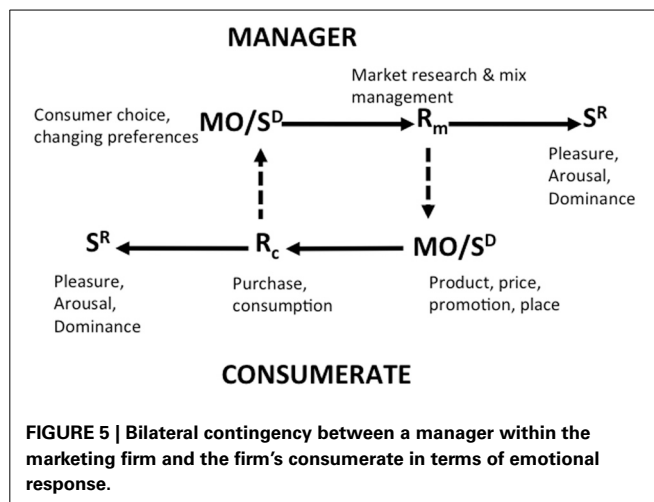 MANAGER
Market research & mix
management
Consumer choice,
changing preferences
MO/Sᴰ
Rₘ
Sᴿ
Pleasure,
Arousal,
Dominance
Sᴿ
R꜀
MO/Sᴰ
Pleasure,
Arousal,
Dominance
Purchase,
consumption
Product, price,
promotion, place
CONSUMERATE
FIGURE 5 | Bilateral contingency between a manager within the
marketing firm and the firm’s consumerate in terms of emotional
response.